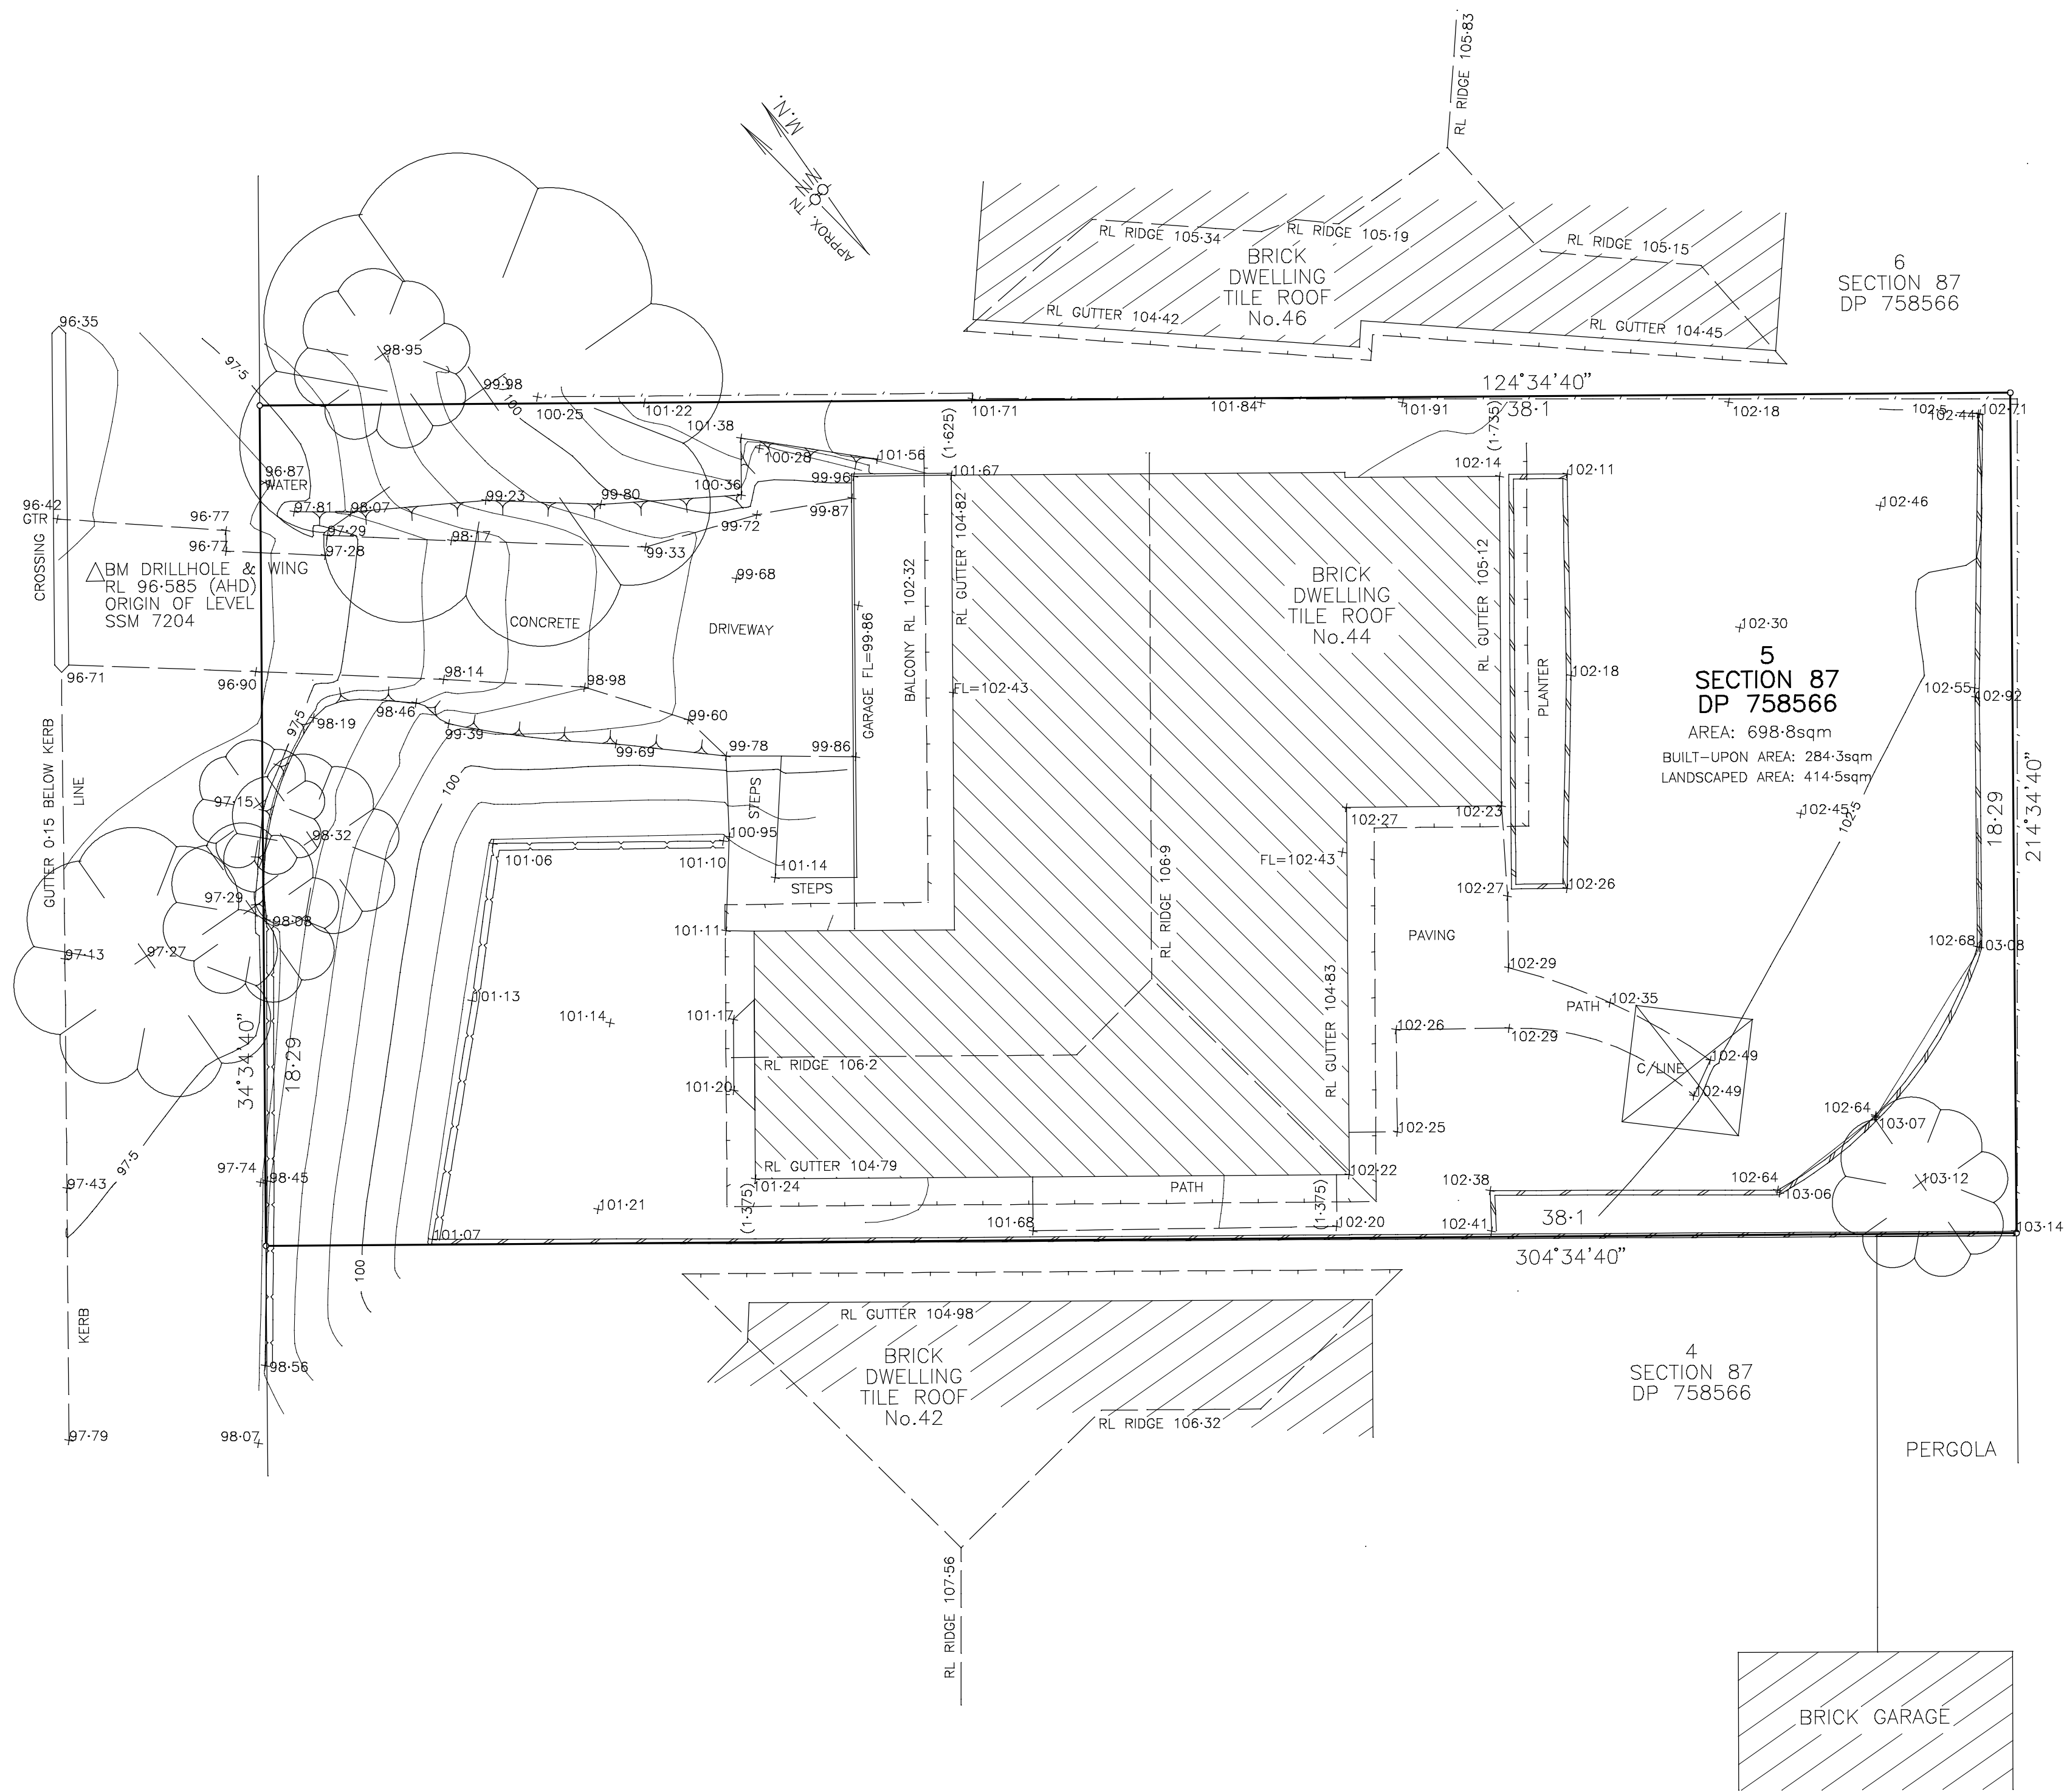 RL RIDGE 105·83
M.N.
APPROX. TN
RL RIDGE 105·34
RL RIDGE 105·19
RL RIDGE 105·15
BRICK
DWELLING
TILE ROOF
No.46
RL GUTTER 104·42
RL GUTTER 104·45
6
SECTION 87
DP 758566
96·35
97·5
98·95
99·98
100
100·25
101·22
101·38
101·71
101·84
101·91
102·18
102·5
102·44
102·71
124°34'40"
38·1
(1·625)
(1·735)
100·28
101·56
101·67
102·14
102·11
96·87
WATER
97·81
98·07
99·23
99·80
100·36
99·96
99·87
99·72
96·42
GTR
CROSSING
96·77
96·77
97·29
97·28
98·17
99·33
99·68
102·46
BM DRILLHOLE & WING
RL 96·585 (AHD)
ORIGIN OF LEVEL
SSM 7204
CONCRETE
DRIVEWAY
GARAGE FL=99·86
BALCONY RL 102·32
RL GUTTER 104·82
FL=102·43
BRICK
DWELLING
TILE ROOF
No.44
RL GUTTER 105·12
PLANTER
102·18
102·30
5
SECTION 87
DP 758566
AREA: 698·8sqm
BUILT-UPON AREA: 284·3sqm
LANDSCAPED AREA: 414·5sqm
102·45
102·5
102·55
102·92
18·29
214°34'40"
96·71
96·90
98·14
98·98
99·60
97·5
98·19
98·46
99·39
99·69
99·78
99·86
GUTTER 0·15 BELOW KERB
LINE
KERB
97·15
98·32
100
STEPS
100·95
101·06
101·10
101·14
STEPS
102·27
102·23
FL=102·43
102·27
102·26
97·29
98·08
97·13
97·27
101·11
RL RIDGE 106·9
PAVING
102·68
103·08
101·13
101·14
101·17
102·29
PATH
102·35
34°34'40"
18·29
RL RIDGE 106·2
101·20
RL GUTTER 104·83
102·26
102·29
C/LINE
102·49
102·49
102·64
103·07
102·25
97·5
97·43
97·74
98·45
RL GUTTER 104·79
101·24
(1·375)
101·21
101·07
PATH
102·22
101·68
(1·375)
102·20
102·38
102·41
102·64
103·06
103·12
103·14
38·1
304°34'40"
100
98·56
97·79
98·07
RL GUTTER 104·98
BRICK
DWELLING
TILE ROOF
No.42
RL RIDGE 106·32
4
SECTION 87
DP 758566
PERGOLA
RL RIDGE 107·56
BRICK GARAGE